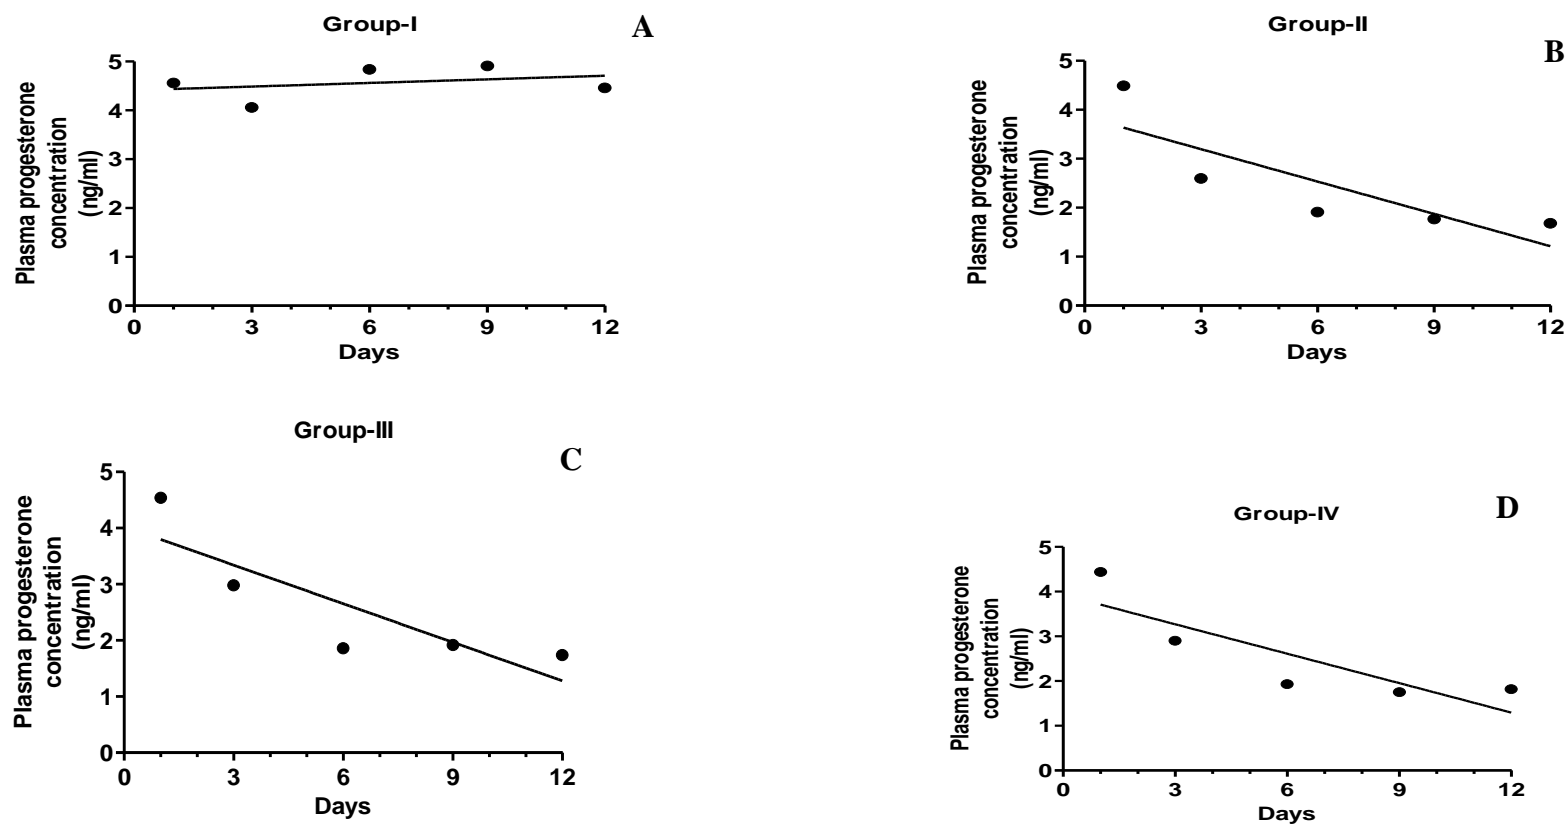 Group-I
A
Plasma progesterone
concentration
(ng/ml)
5
4
3
2
1
0
0 3 6 9 12
Days
Group-II
B
Plasma progesterone
concentration
(ng/ml)
5
4
3
2
1
0
0 3 6 9 12
Days
Group-III
C
Plasma progesterone
concentration
(ng/ml)
5
4
3
2
1
0
0 3 6 9 12
Days
Group-IV
D
Plasma progesterone
concentration
(ng/ml)
5
4
3
2
1
0
0 3 6 9 12
Days